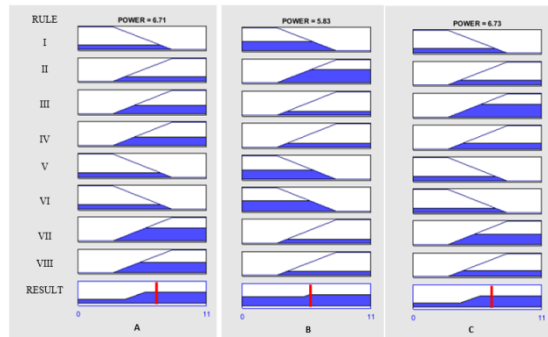 RULE
POWER = 6.71
POWER = 5.83
POWER = 6.73
I
II
III
IV
V
VI
VII
VIII
RESULT
0
11
0
11
0
11
A
B
C